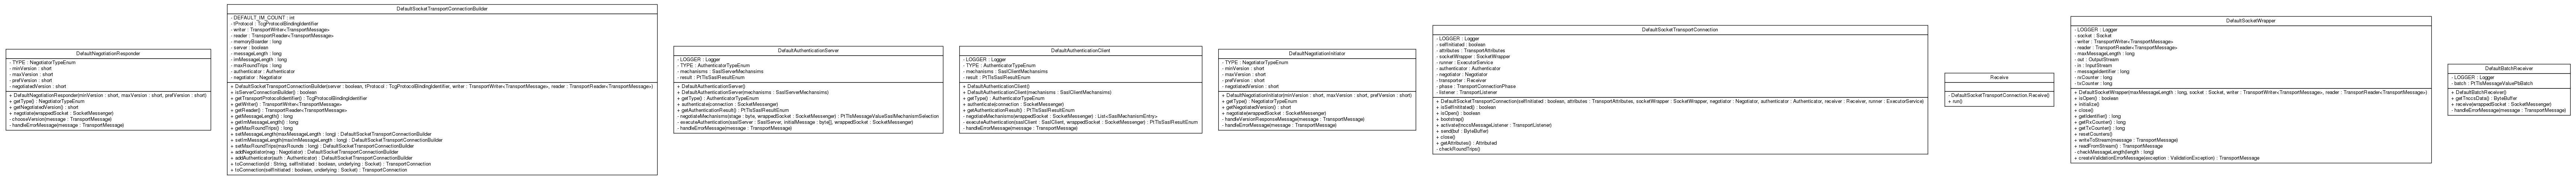 DefaultNegotiationResponder
- TYPE : NegotiatorTypeEnum
- minVersion : short
- maxVersion : short
- prefVersion : short
- negotiatedVersion : short
+ DefaultNegotiationResponder(minVersion : short, maxVersion : short, prefVersion : short)
+ getType() : NegotiatorTypeEnum
+ getNegotiatedVersion() : short
+ negotiate(wrappedSocket : SocketMessenger)
- chooseVersion(message : TransportMessage)
- handleErrorMessage(message : TransportMessage)
DefaultSocketTransportConnectionBuilder
- DEFAULT_IM_COUNT : int
- tProtocol : TcgProtocolBindingIdentifier
- writer : TransportWriter<TransportMessage>
- reader : TransportReader<TransportMessage>
- memoryBoarder : long
- server : boolean
- messageLength : long
- imMessageLength : long
- maxRoundTrips : long
- authenticator : Authenticator
- negotiator : Negotiator
+ DefaultSocketTransportConnectionBuilder(server : boolean, tProtocol : TcgProtocolBindingIdentifier, writer : TransportWriter<TransportMessage>, reader : TransportReader<TransportMessage>)
+ isServerConnectionBuilder() : boolean
+ getTransportProtocolIdentifier() : TcgProtocolBindingIdentifier
+ getWriter() : TransportWriter<TransportMessage>
+ getReader() : TransportReader<TransportMessage>
+ getMessageLength() : long
+ getImMessageLength() : long
+ getMaxRoundTrips() : long
+ setMessageLength(maxMessageLength : long) : DefaultSocketTransportConnectionBuilder
+ setImMessageLength(maxImMessageLength : long) : DefaultSocketTransportConnectionBuilder
+ setMaxRoundTrips(maxRounds : long) : DefaultSocketTransportConnectionBuilder
+ addNegotiator(neg : Negotiator) : DefaultSocketTransportConnectionBuilder
+ addAuthenticator(auth : Authenticator) : DefaultSocketTransportConnectionBuilder
+ toConnection(id : String, selfInitiated : boolean, underlying : Socket) : TransportConnection
+ toConnection(selfInitiated : boolean, underlying : Socket) : TransportConnection
DefaultAuthenticationServer
- LOGGER : Logger
- TYPE : AuthenticatorTypeEnum
- mechanisms : SaslServerMechansims
- result : PtTlsSaslResultEnum
+ DefaultAuthenticationServer()
+ DefaultAuthenticationServer(mechanisms : SaslServerMechansims)
+ getType() : AuthenticatorTypeEnum
+ getAuthenticationResult() : PtTlsSaslResultEnum
+ authenticate(connection : SocketMessenger)
- negotiateMechanisms(stage : byte, wrappedSocket : SocketMessenger) : PtTlsMessageValueSaslMechanismSelection
- executeAuthentication(saslServer : SaslServer, initialMessage : byte[], wrappedSocket : SocketMessenger)
- handleErrorMessage(message : TransportMessage)
DefaultAuthenticationClient
- LOGGER : Logger
- TYPE : AuthenticatorTypeEnum
- mechanisms : SaslClientMechansims
- result : PtTlsSaslResultEnum
+ DefaultAuthenticationClient()
+ DefaultAuthenticationClient(mechanisms : SaslClientMechansims)
+ getType() : AuthenticatorTypeEnum
+ authenticate(connection : SocketMessenger)
+ getAuthenticationResult() : PtTlsSaslResultEnum
- negotiateMechanisms(wrappedSocket : SocketMessenger) : List<SaslMechanismEntry>
- executeAuthentication(saslClient : SaslClient, wrappedSocket : SocketMessenger) : PtTlsSaslResultEnum
- handleErrorMessage(message : TransportMessage)
DefaultNegotiationInitiator
- TYPE : NegotiatorTypeEnum
- minVersion : short
- maxVersion : short
- prefVersion : short
- negotiatedVersion : short
+ DefaultNegotiationInitiator(minVersion : short, maxVersion : short, prefVersion : short)
+ getType() : NegotiatorTypeEnum
+ getNegotiatedVersion() : short
+ negotiate(wrappedSocket : SocketMessenger)
- handleVersionResponseMessage(message : TransportMessage)
- handleErrorMessage(message : TransportMessage)
DefaultSocketTransportConnection
- LOGGER : Logger
- selfInitiated : boolean
- attributes : TransportAttributes
- socketWrapper : SocketWrapper
- runner : ExecutorService
- authenticator : Authenticator
- negotiator : Negotiator
- transporter : Receiver
- phase : TransportConnectionPhase
- listener : TransportListener
+ DefaultSocketTransportConnection(selfInitiated : boolean, attributes : TransportAttributes, socketWrapper : SocketWrapper, negotiator : Negotiator, authenticator : Authenticator, receiver : Receiver, runner : ExecutorService)
+ isSelfInititated() : boolean
+ isOpen() : boolean
+ bootstrap()
+ activate(tnccsMessageListener : TransportListener)
+ send(buf : ByteBuffer)
+ close()
+ getAttributes() : Attributed
- checkRoundTrips()
Receive
- DefaultSocketTransportConnection.Receive()
+ run()
DefaultSocketWrapper
- LOGGER : Logger
- socket : Socket
- writer : TransportWriter<TransportMessage>
- reader : TransportReader<TransportMessage>
- maxMessageLength : long
- out : OutputStream
- in : InputStream
- messageIdentifier : long
- rxCounter : long
- txCounter : long
+ DefaultSocketWrapper(maxMessageLength : long, socket : Socket, writer : TransportWriter<TransportMessage>, reader : TransportReader<TransportMessage>)
+ isOpen() : boolean
+ initialize()
+ close()
+ getIdentifier() : long
+ getRxCounter() : long
+ getTxCounter() : long
+ resetCounters()
+ writeToStream(message : TransportMessage)
+ readFromStream() : TransportMessage
- checkMessageLength(length : long)
+ createValidationErrorMessage(exception : ValidationException) : TransportMessage
DefaultBatchReceiver
- LOGGER : Logger
- batch : PtTlsMessageValuePbBatch
+ DefaultBatchReceiver()
+ getTnccsData() : ByteBuffer
+ receive(wrappedSocket : SocketMessenger)
- handleErrorMessage(message : TransportMessage)